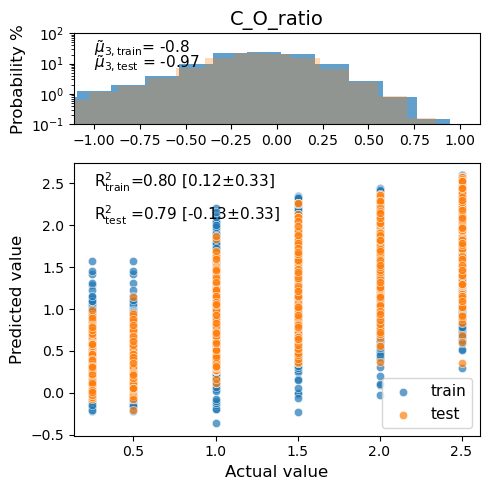 C_O_ratio
Probability %
10²
10¹
10⁰
10⁻¹
μ̃₃,train= -0.8
μ̃₃,test = -0.97
−1.00 −0.75 −0.50 −0.25 0.00 0.25 0.50 0.75 1.00
Predicted value
2.5
2.0
1.5
1.0
0.5
0.0
−0.5
R²train=0.80 [0.12±0.33]
R²test =0.79 [-0.13±0.33]
train
test
0.5 1.0 1.5 2.0 2.5
Actual value